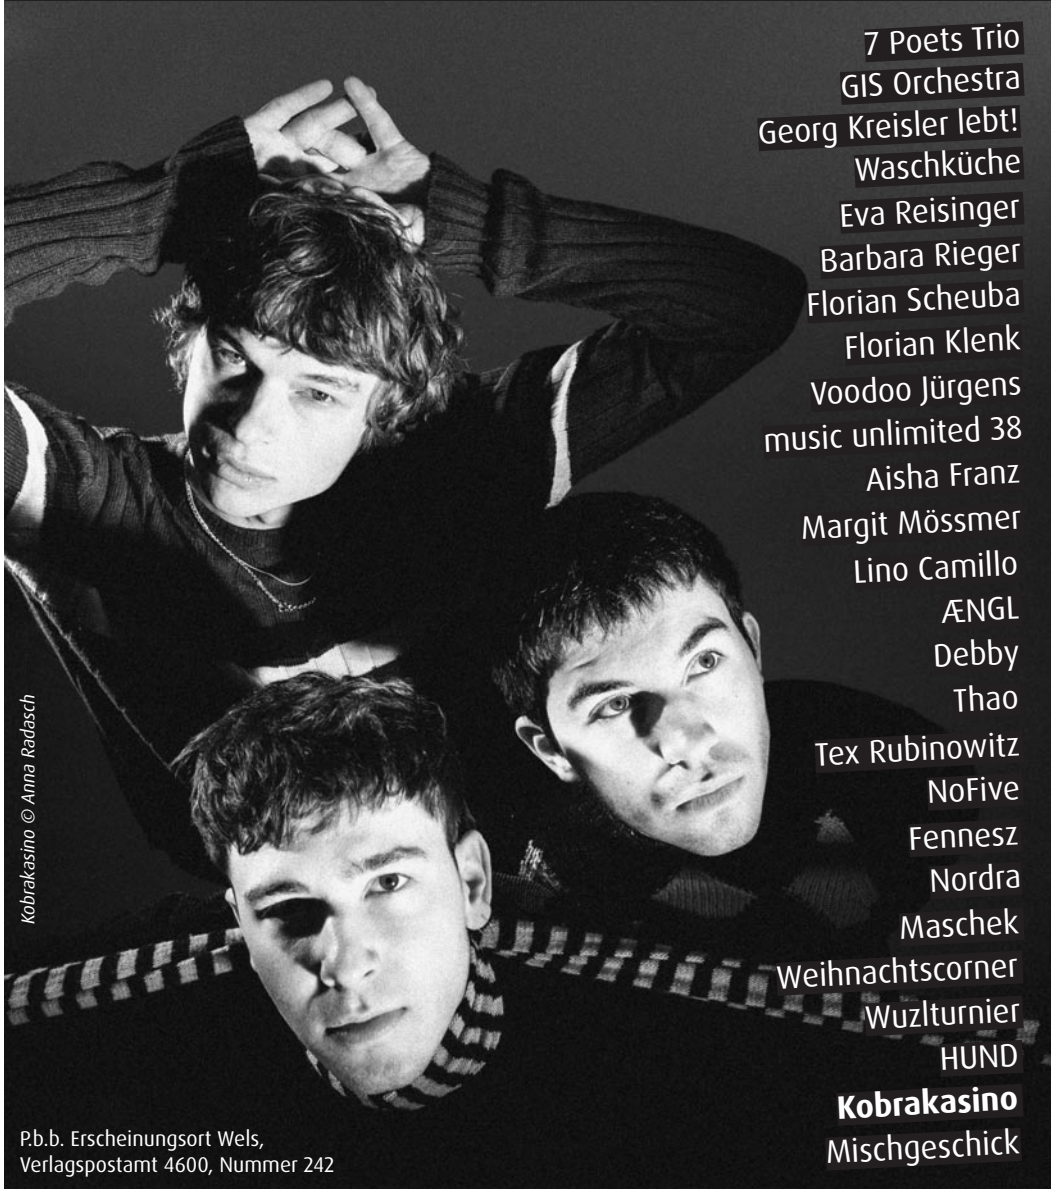 7 Poets Trio
GIS Orchestra
Georg Kreisler lebt!
Waschküche
Eva Reisinger
Barbara Rieger
Florian Scheuba
Florian Klenk
Voodoo Jürgens
music unlimited 38
Aisha Franz
Margit Mössmer
Lino Camillo
ÆNGL
Debby
Thao
Tex Rubinowitz
NoFive
Fennesz
Nordra
Maschek
Weihnachtscorner
Wuzlturnier
HUND
Kobrakasino
Mischgeschick
Kobrakasino © Anna Radasch
P.b.b. Erscheinungsort Wels,
Verlagspostamt 4600, Nummer 242